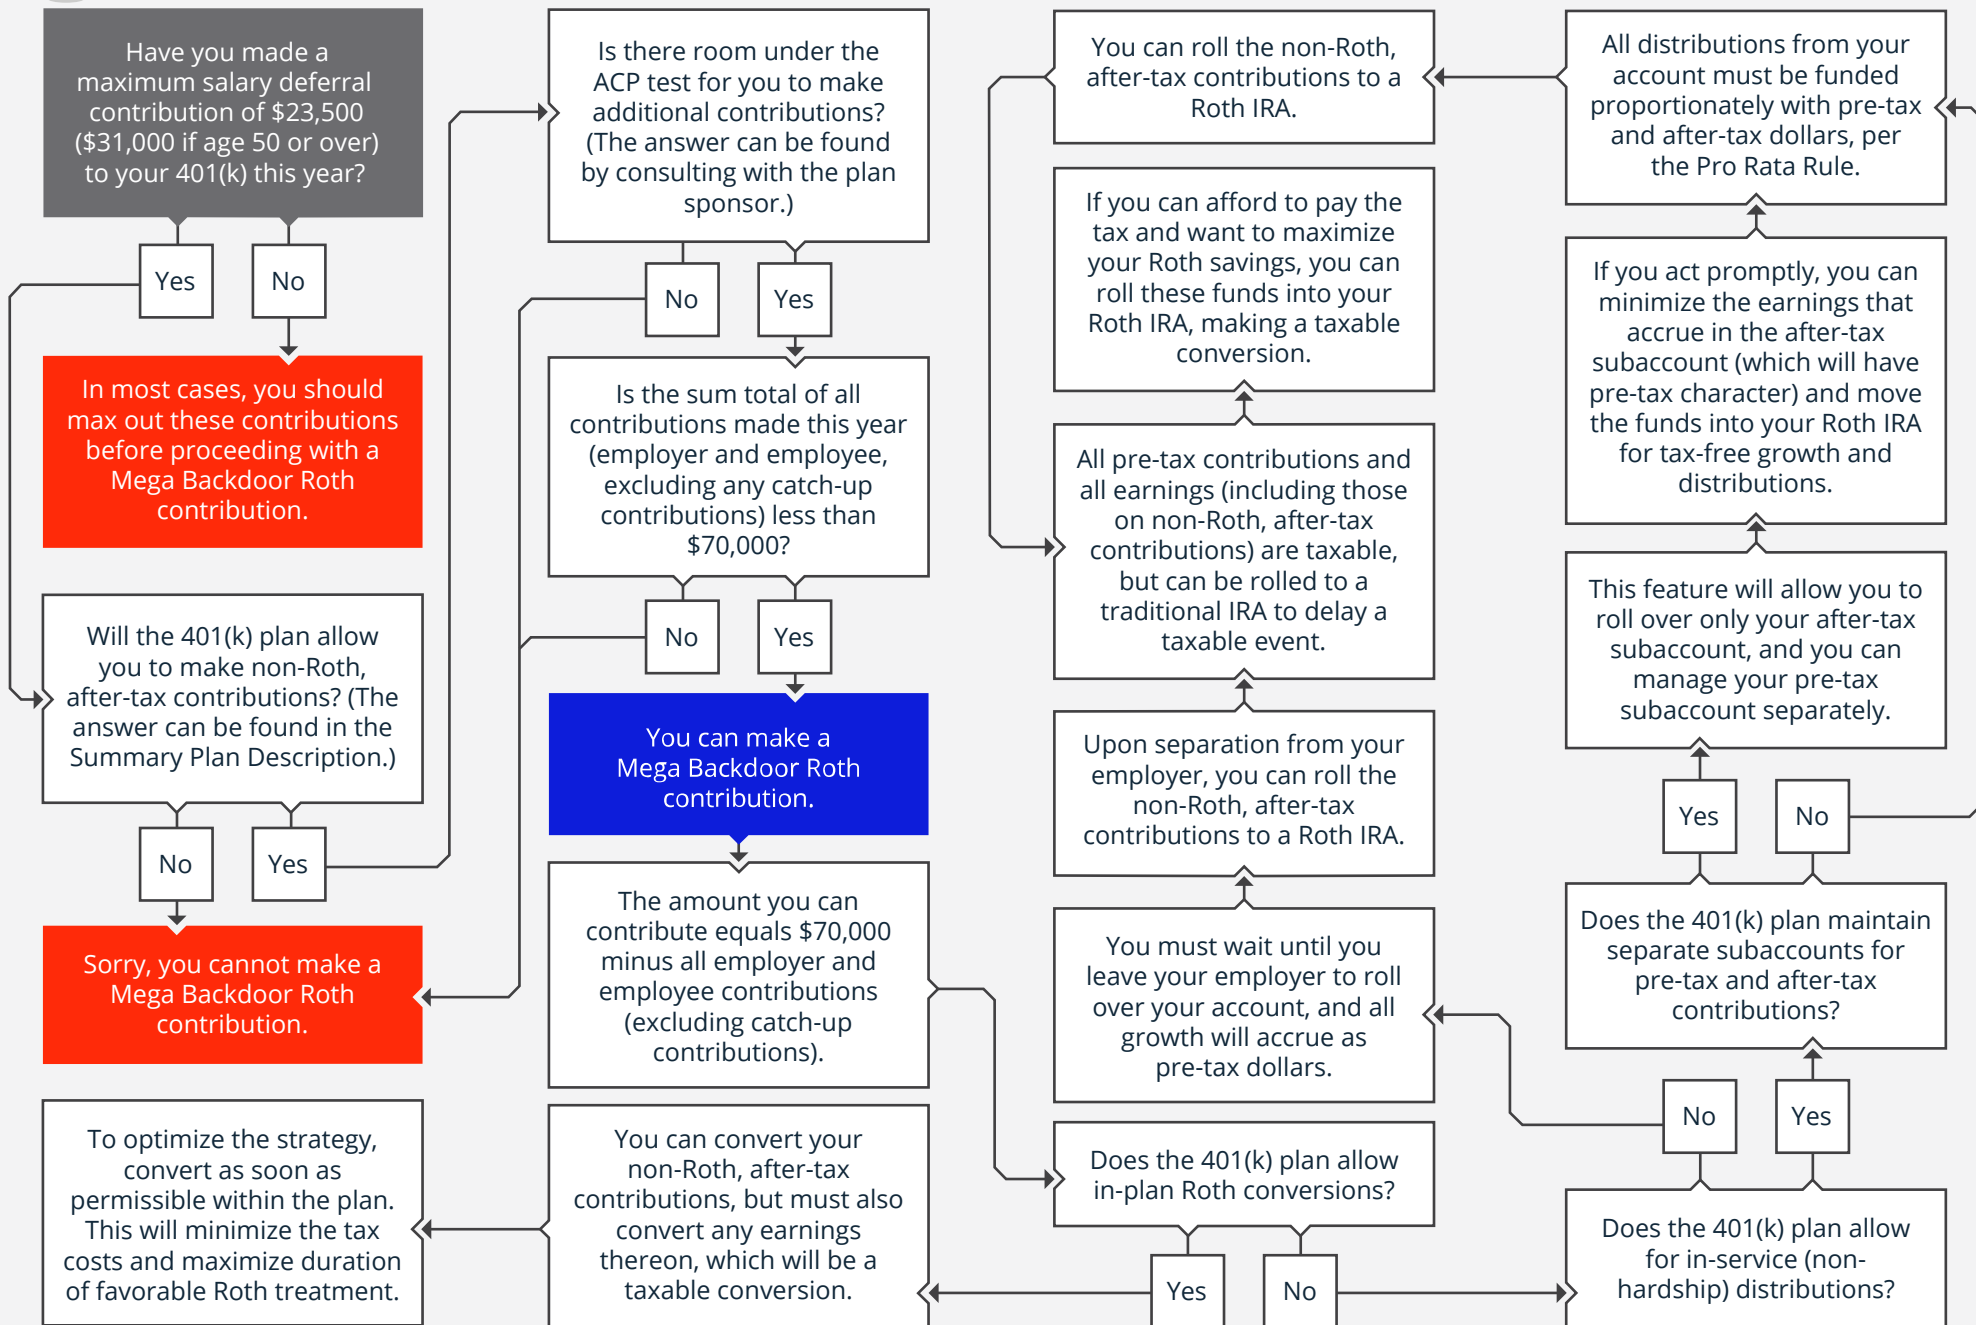 Have you made a
maximum salary deferral
contribution of $23,500
($31,000 if age 50 or over)
to your 401(k) this year?
Yes
No
In most cases, you should
max out these contributions
before proceeding with a
Mega Backdoor Roth
contribution.
Will the 401(k) plan allow
you to make non-Roth,
after-tax contributions? (The
answer can be found in the
Summary Plan Description.)
No
Yes
Sorry, you cannot make a
Mega Backdoor Roth
contribution.
Is there room under the
ACP test for you to make
additional contributions?
(The answer can be found
by consulting with the plan
sponsor.)
No
Yes
Is the sum total of all
contributions made this year
(employer and employee,
excluding any catch-up
contributions) less than
$70,000?
No
Yes
You can make a
Mega Backdoor Roth
contribution.
The amount you can
contribute equals $70,000
minus all employer and
employee contributions
(excluding catch-up
contributions).
Does the 401(k) plan allow
in-plan Roth conversions?
Yes
No
You can convert your
non-Roth, after-tax
contributions, but must also
convert any earnings
thereon, which will be a
taxable conversion.
To optimize the strategy,
convert as soon as
permissible within the plan.
This will minimize the tax
costs and maximize duration
of favorable Roth treatment.
Does the 401(k) plan allow
for in-service (non-
hardship) distributions?
No
Yes
You must wait until you
leave your employer to roll
over your account, and all
growth will accrue as
pre-tax dollars.
Upon separation from your
employer, you can roll the
non-Roth, after-tax
contributions to a Roth IRA.
All pre-tax contributions and
all earnings (including those
on non-Roth, after-tax
contributions) are taxable,
but can be rolled to a
traditional IRA to delay a
taxable event.
If you can afford to pay the
tax and want to maximize
your Roth savings, you can
roll these funds into your
Roth IRA, making a taxable
conversion.
You can roll the non-Roth,
after-tax contributions to a
Roth IRA.
Does the 401(k) plan maintain
separate subaccounts for
pre-tax and after-tax
contributions?
Yes
No
This feature will allow you to
roll over only your after-tax
subaccount, and you can
manage your pre-tax
subaccount separately.
If you act promptly, you can
minimize the earnings that
accrue in the after-tax
subaccount (which will have
pre-tax character) and move
the funds into your Roth IRA
for tax-free growth and
distributions.
All distributions from your
account must be funded
proportionately with pre-tax
and after-tax dollars, per
the Pro Rata Rule.